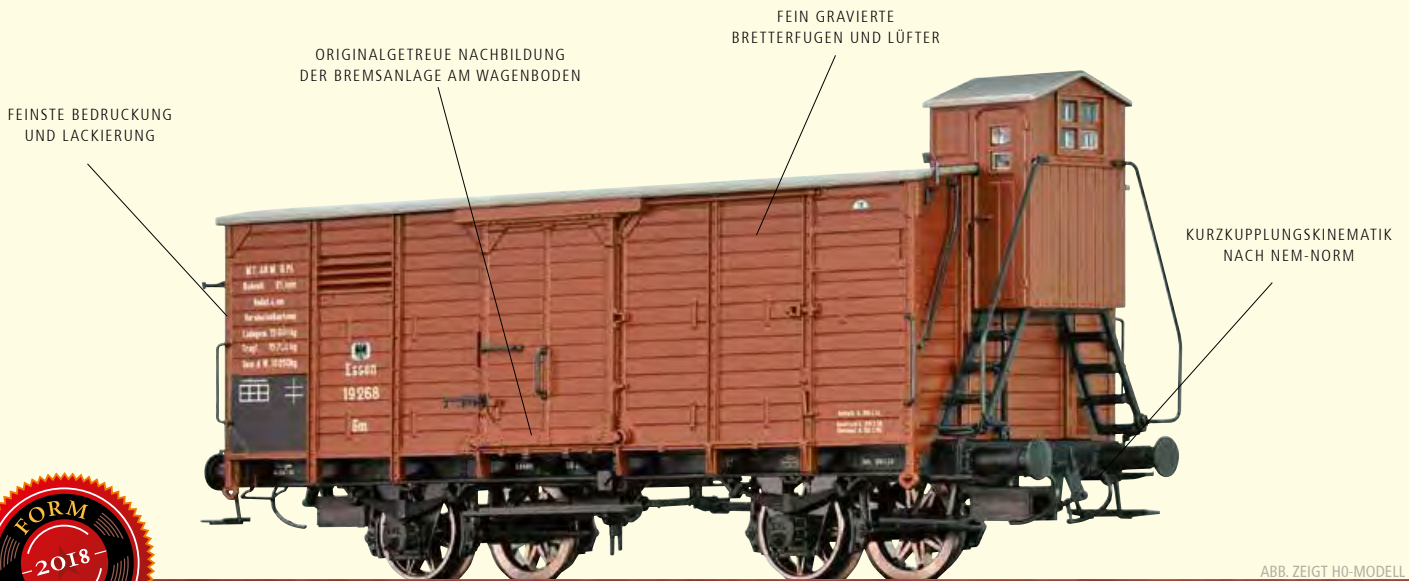 FEIN GRAVIERTE
BRETTERFUGEN UND LÜFTER
ORIGINALGETREUE NACHBILDUNG
DER BREMSANLAGE AM WAGENBODEN
FEINSTE BEDRUCKUNG
UND LACKIERUNG
KURZKUPPLUNGSKINEMATIK
NACH NEM-NORM
Essen
19268
Gm
FORM
-2018-
ABB. ZEIGT H0-MODELL